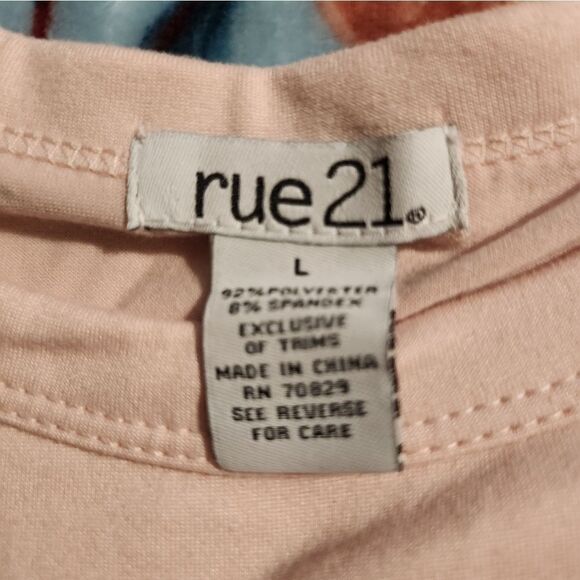 rue21®
L
92% POLYESTER
8% SPANDEX
EXCLUSIVE
OF TRIMS
MADE IN CHINA
RN 70829
SEE REVERSE
FOR CARE